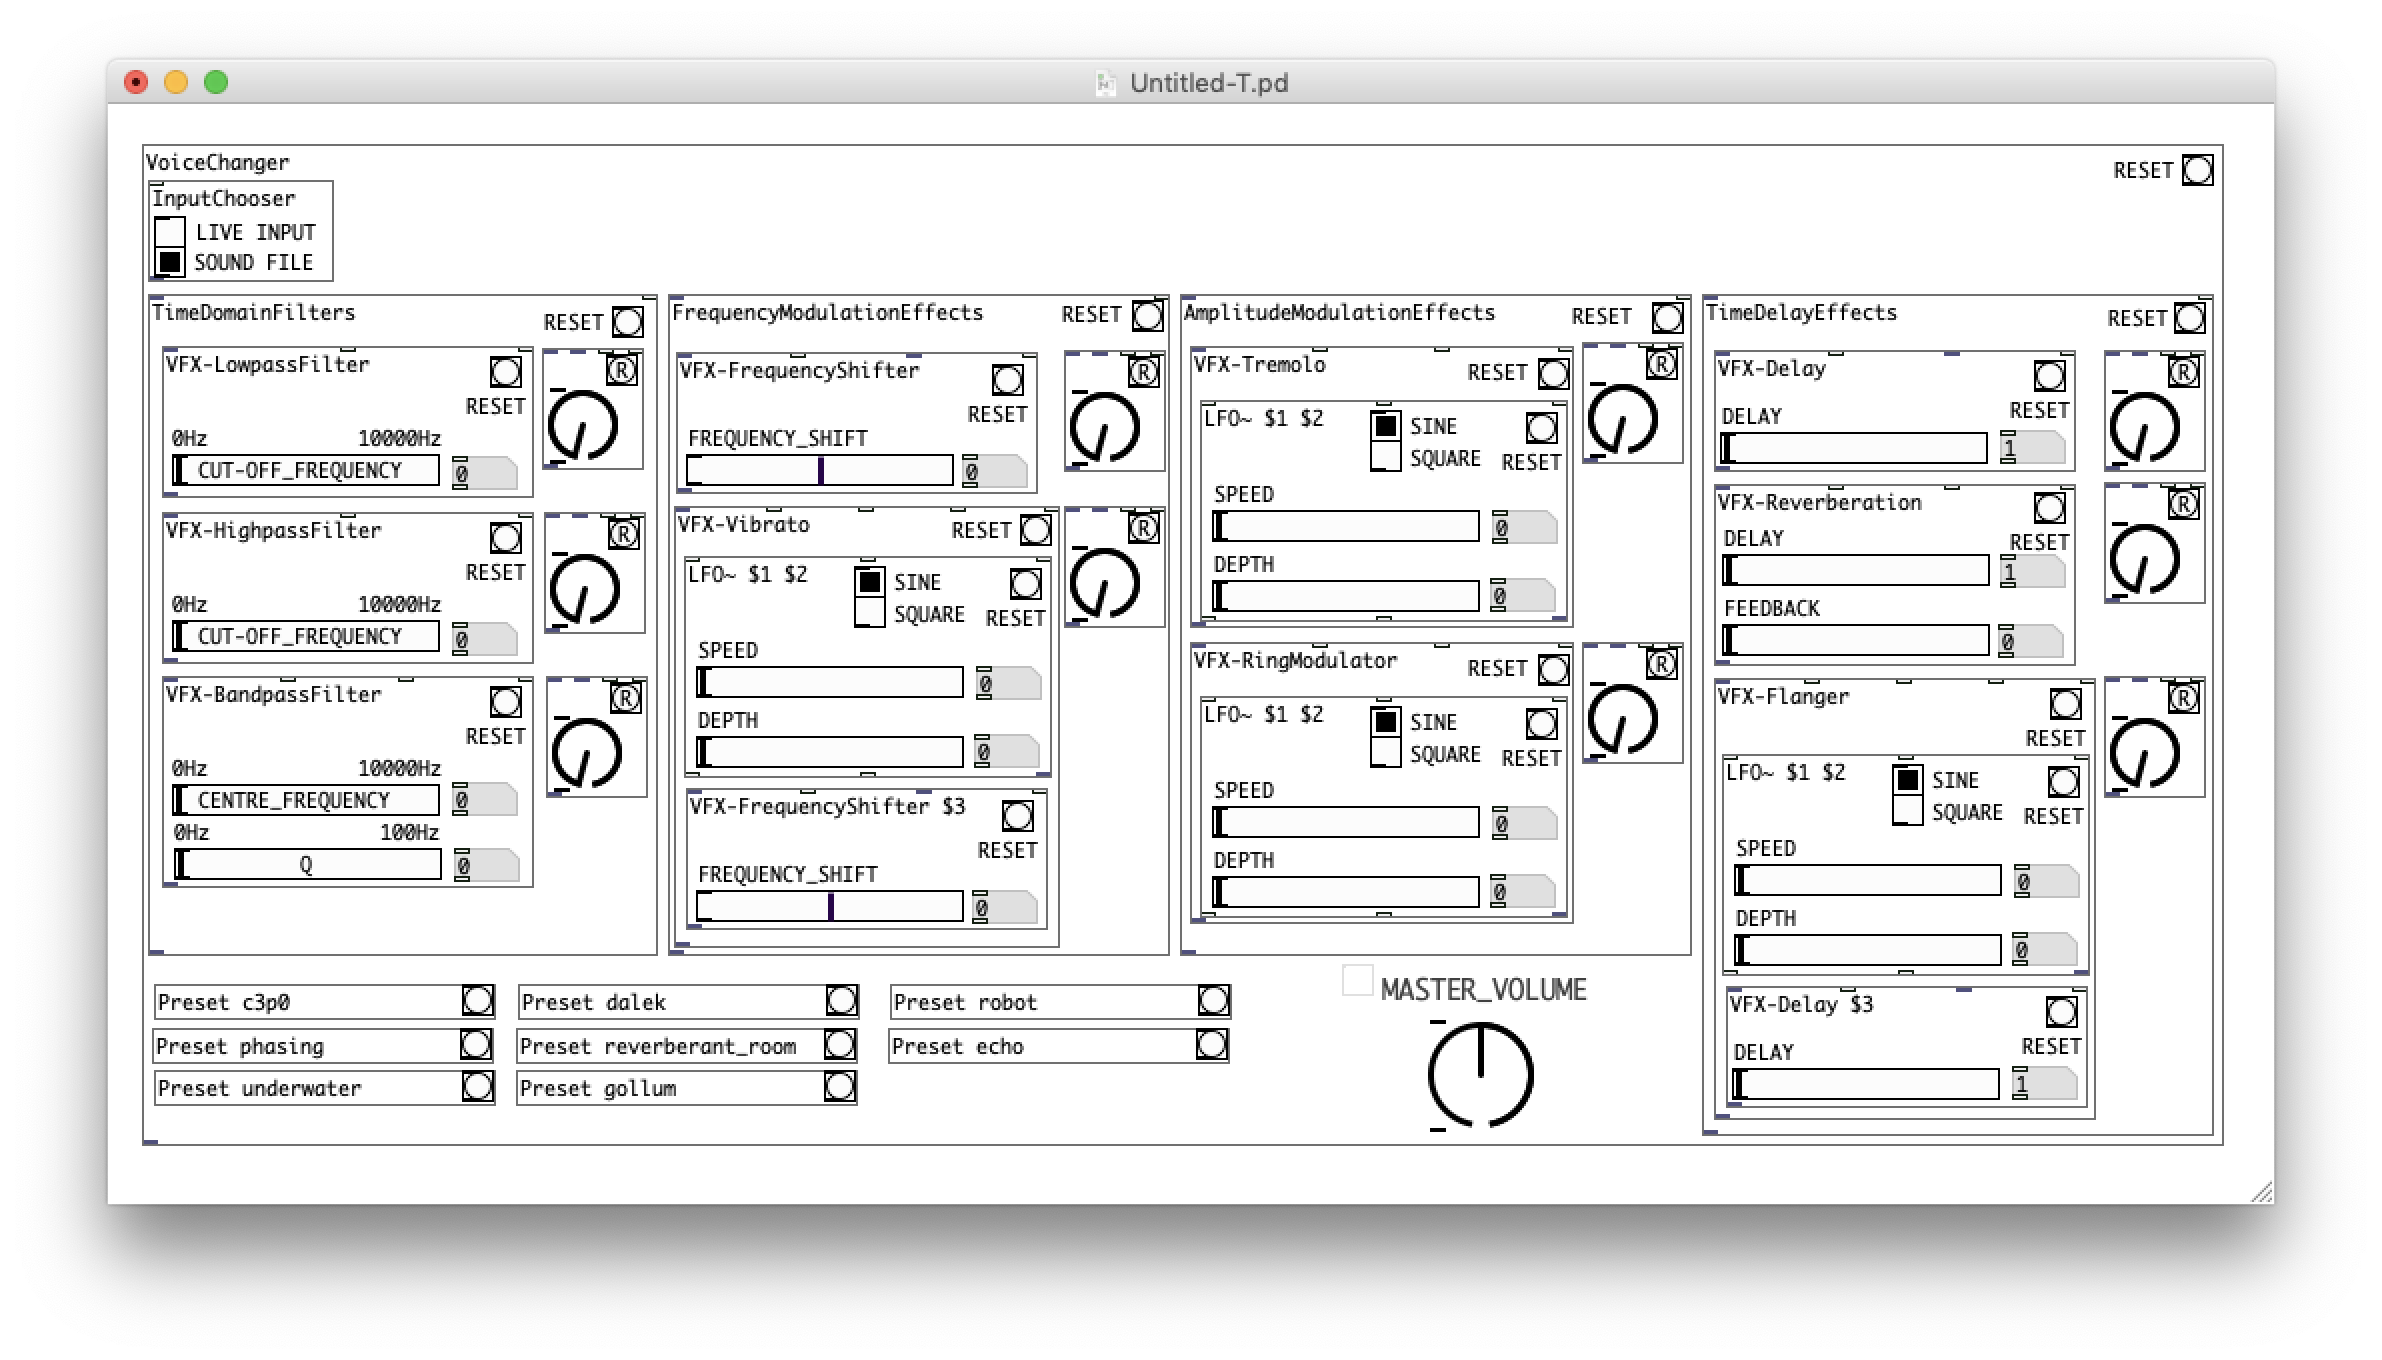 Untitled-T.pd
VoiceChanger
RESET
InputChooser
LIVE INPUT
SOUND FILE
TimeDomainFilters
RESET
VFX-LowpassFilter
R
RESET
0Hz 10000Hz
CUT-OFF_FREQUENCY 0
VFX-HighpassFilter
R
RESET
0Hz 10000Hz
CUT-OFF_FREQUENCY 0
VFX-BandpassFilter
R
RESET
0Hz 10000Hz
CENTRE_FREQUENCY 0
0Hz 100Hz
Q 0
FrequencyModulationEffects RESET
VFX-FrequencyShifter
R
RESET
FREQUENCY_SHIFT
0
VFX-Vibrato RESET
R
LFO~ $1 $2 SINE
SQUARE RESET
SPEED
0
DEPTH
0
VFX-FrequencyShifter $3
RESET
FREQUENCY_SHIFT
0
AmplitudeModulationEffects RESET
VFX-Tremolo RESET
R
LFO~ $1 $2 SINE
SQUARE RESET
SPEED
0
DEPTH
0
VFX-RingModulator RESET
R
LFO~ $1 $2 SINE
SQUARE RESET
SPEED
0
DEPTH
0
TimeDelayEffects RESET
VFX-Delay
R
RESET
DELAY
1
VFX-Reverberation
R
RESET
DELAY
1
FEEDBACK
0
VFX-Flanger
R
RESET
LFO~ $1 $2 SINE
SQUARE RESET
SPEED
0
DEPTH
0
VFX-Delay $3
RESET
DELAY
1
Preset c3p0
Preset dalek
Preset robot
Preset phasing
Preset reverberant_room
Preset echo
Preset underwater
Preset gollum
MASTER_VOLUME